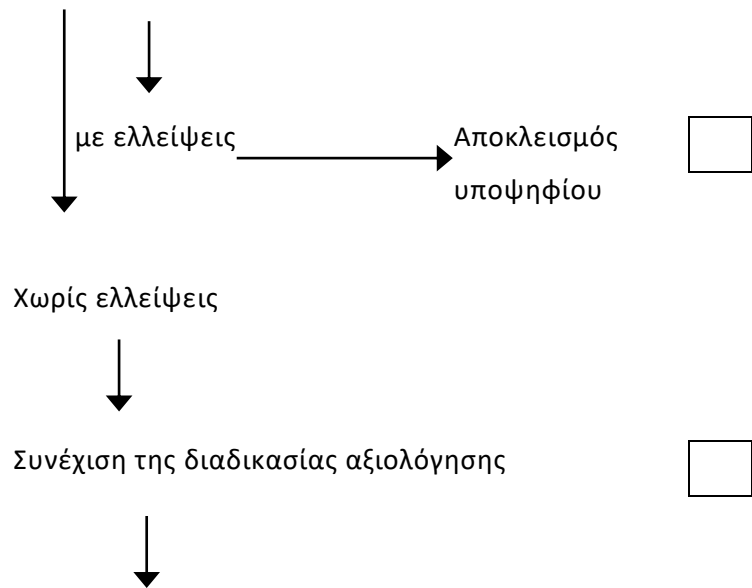 με ελλείψεις
Αποκλεισμός
υποψηφίου
Χωρίς ελλείψεις
Συνέχιση της διαδικασίας αξιολόγησης